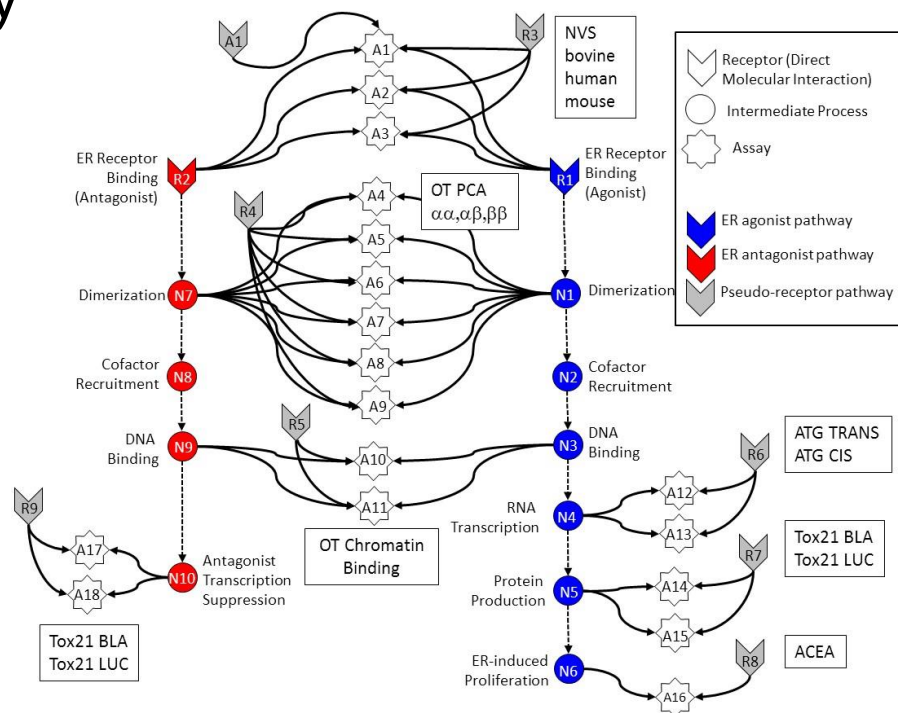 y
A1
A1
R3
NVS
bovine
human
mouse
A2
A3
ER Receptor
Binding
(Antagonist)
R2
R1
ER Receptor
Binding
(Agonist)
Receptor (Direct
Molecular Interaction)
Intermediate Process
Assay
ER agonist pathway
ER antagonist pathway
Pseudo-receptor pathway
R4
A4
OT PCA
αα,αβ,ββ
A5
A6
A7
A8
A9
Dimerization
N7
N1
Dimerization
Cofactor
Recruitment
N8
N2
Cofactor
Recruitment
R5
DNA
Binding
N9
A10
A11
N3
DNA
Binding
OT Chromatin
Binding
R6
ATG TRANS
ATG CIS
A12
A13
RNA
Transcription
N4
R9
A17
A18
N10
Antagonist
Transcription
Suppression
Tox21 BLA
Tox21 LUC
R7
Tox21 BLA
Tox21 LUC
Protein
Production
N5
A14
A15
ER-induced
Proliferation
N6
A16
R8
ACEA